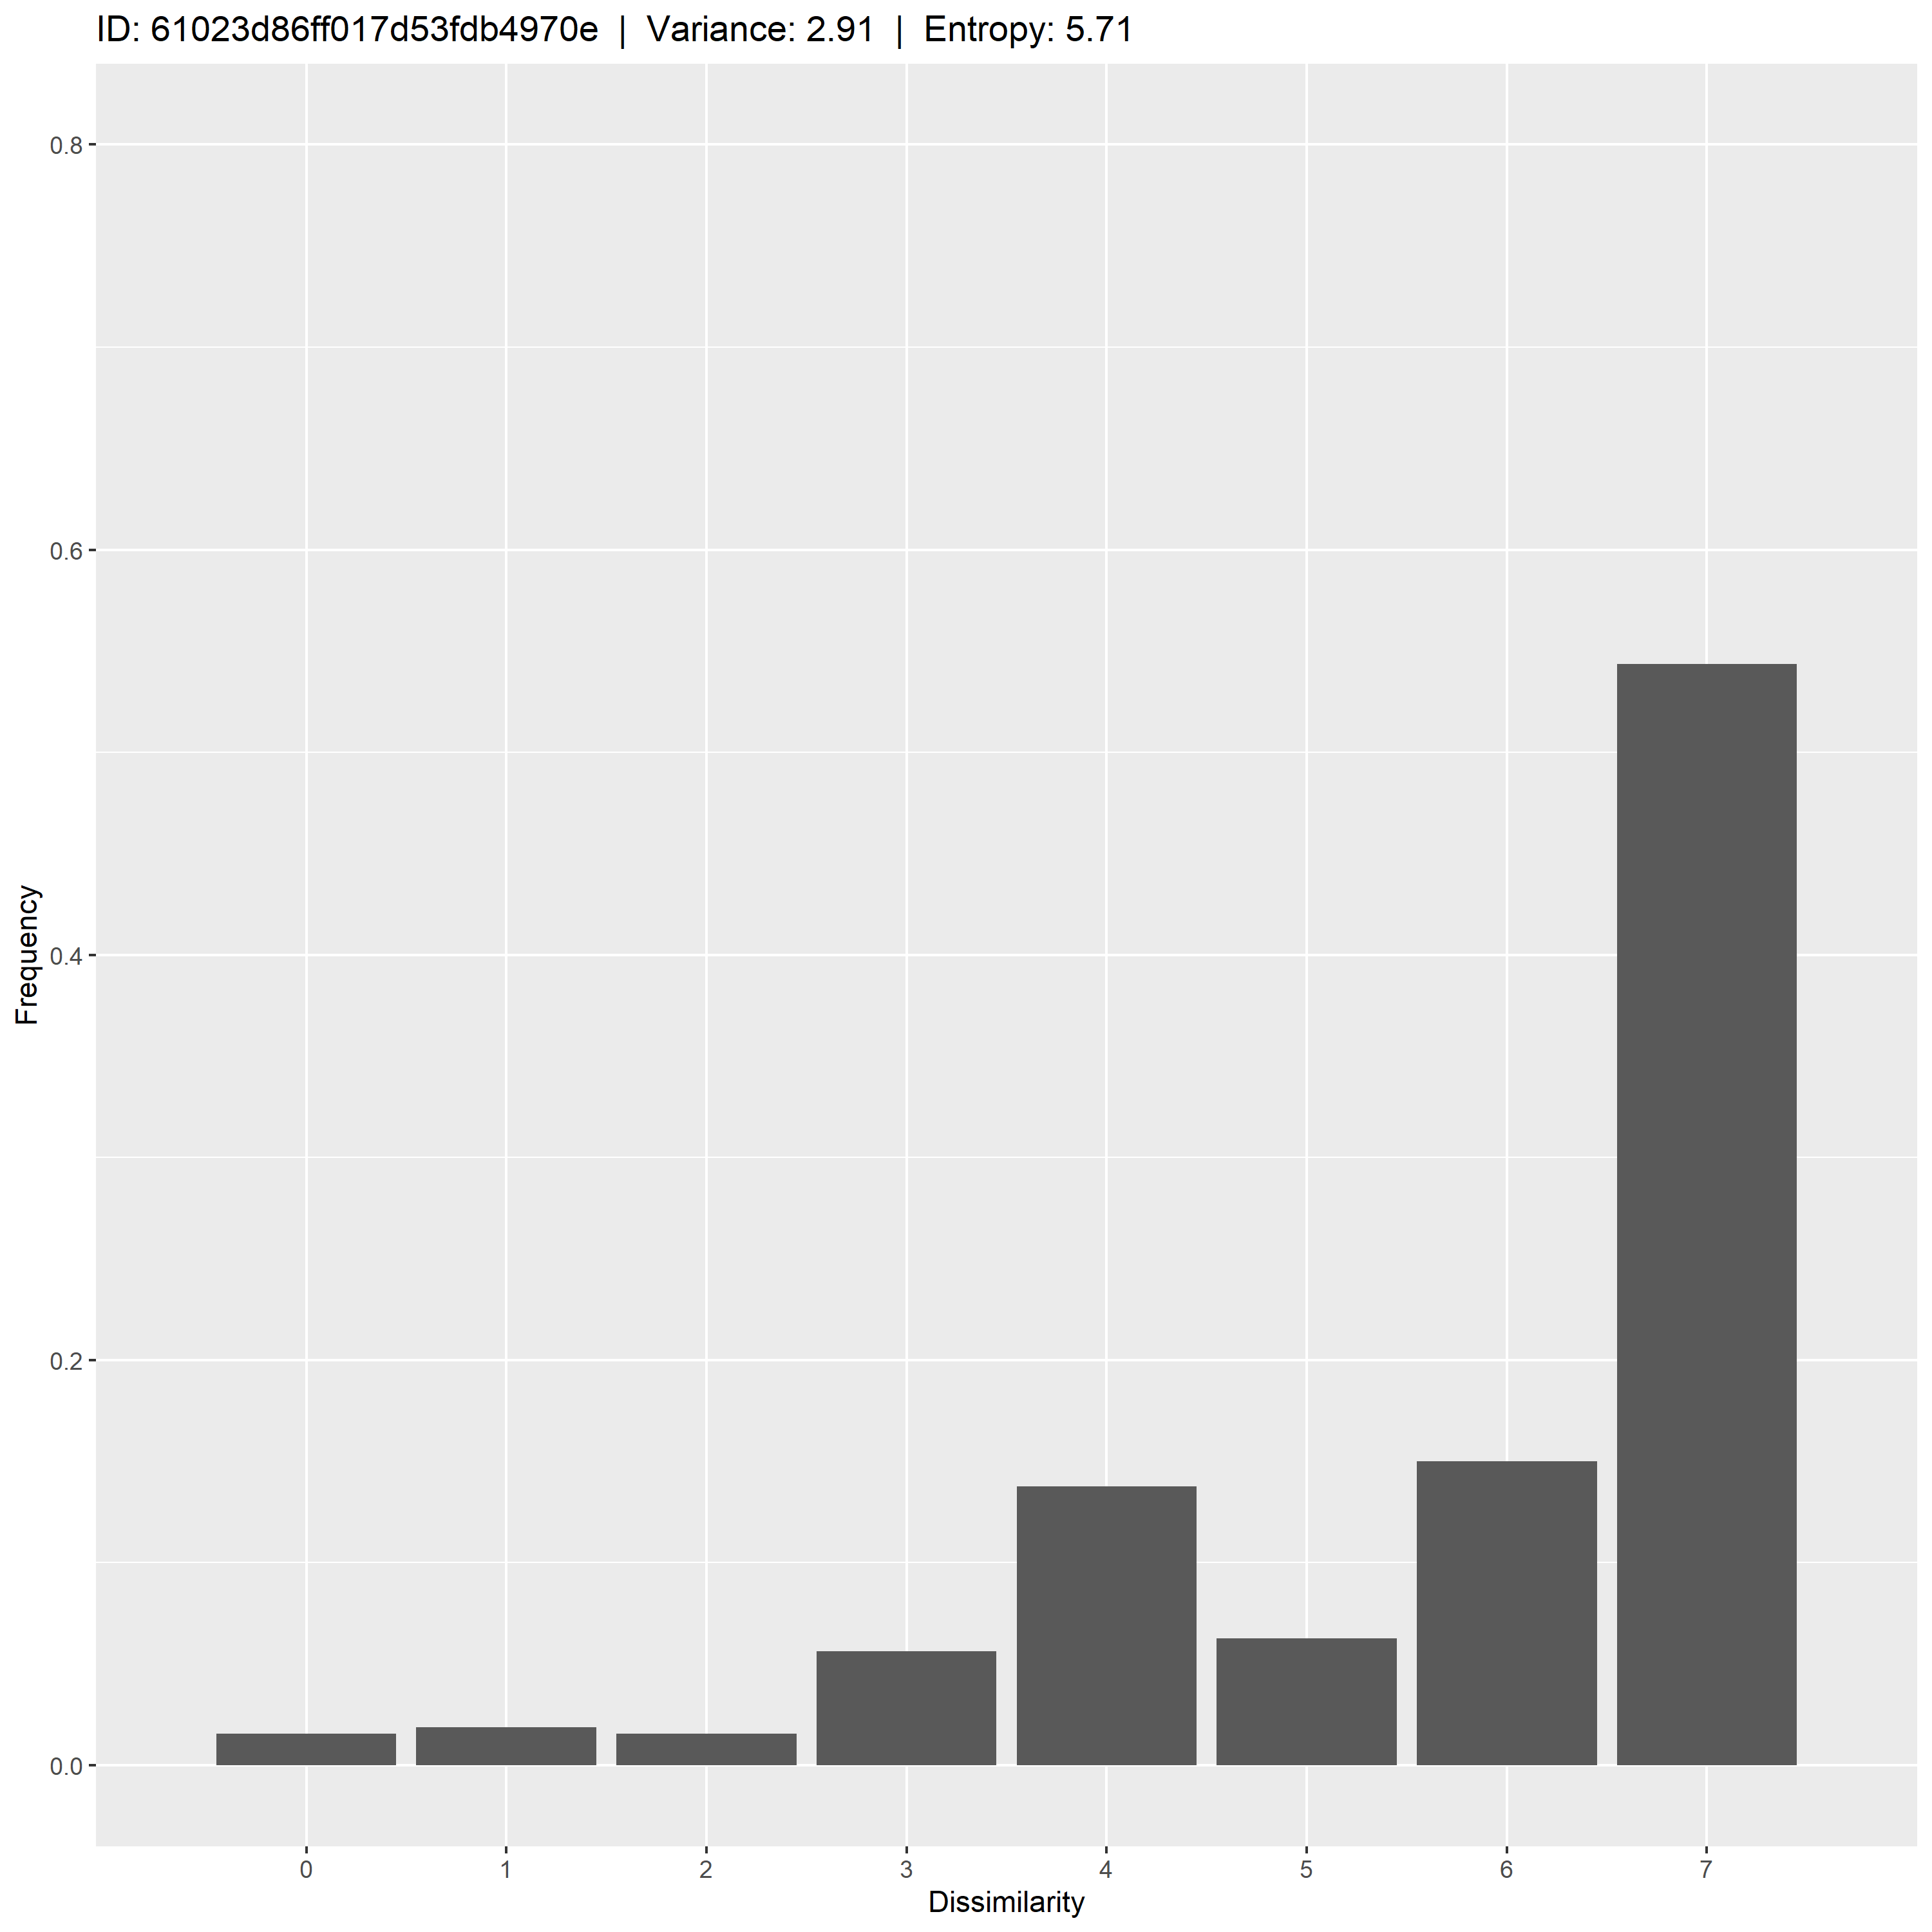 ID: 61023d86ff017d53fdb4970e | Variance: 2.91 | Entropy: 5.71
0.8
0.6
0.4
0.2
0.0
Frequency
0 1 2 3 4 5 6 7
Dissimilarity